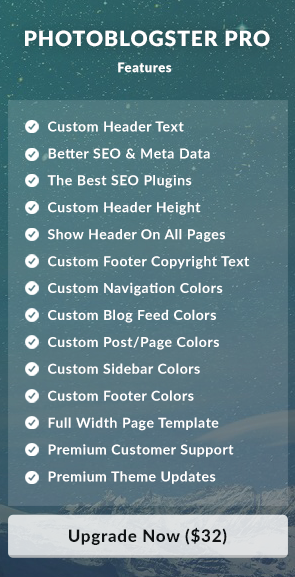 PHOTOBLOGSTER PRO
Features
Custom Header Text
Better SEO & Meta Data
The Best SEO Plugins
Custom Header Height
Show Header On All Pages
Custom Footer Copyright Text
Custom Navigation Colors
Custom Blog Feed Colors
Custom Post/Page Colors
Custom Sidebar Colors
Custom Footer Colors
Full Width Page Template
Premium Customer Support
Premium Theme Updates
Upgrade Now ($32)